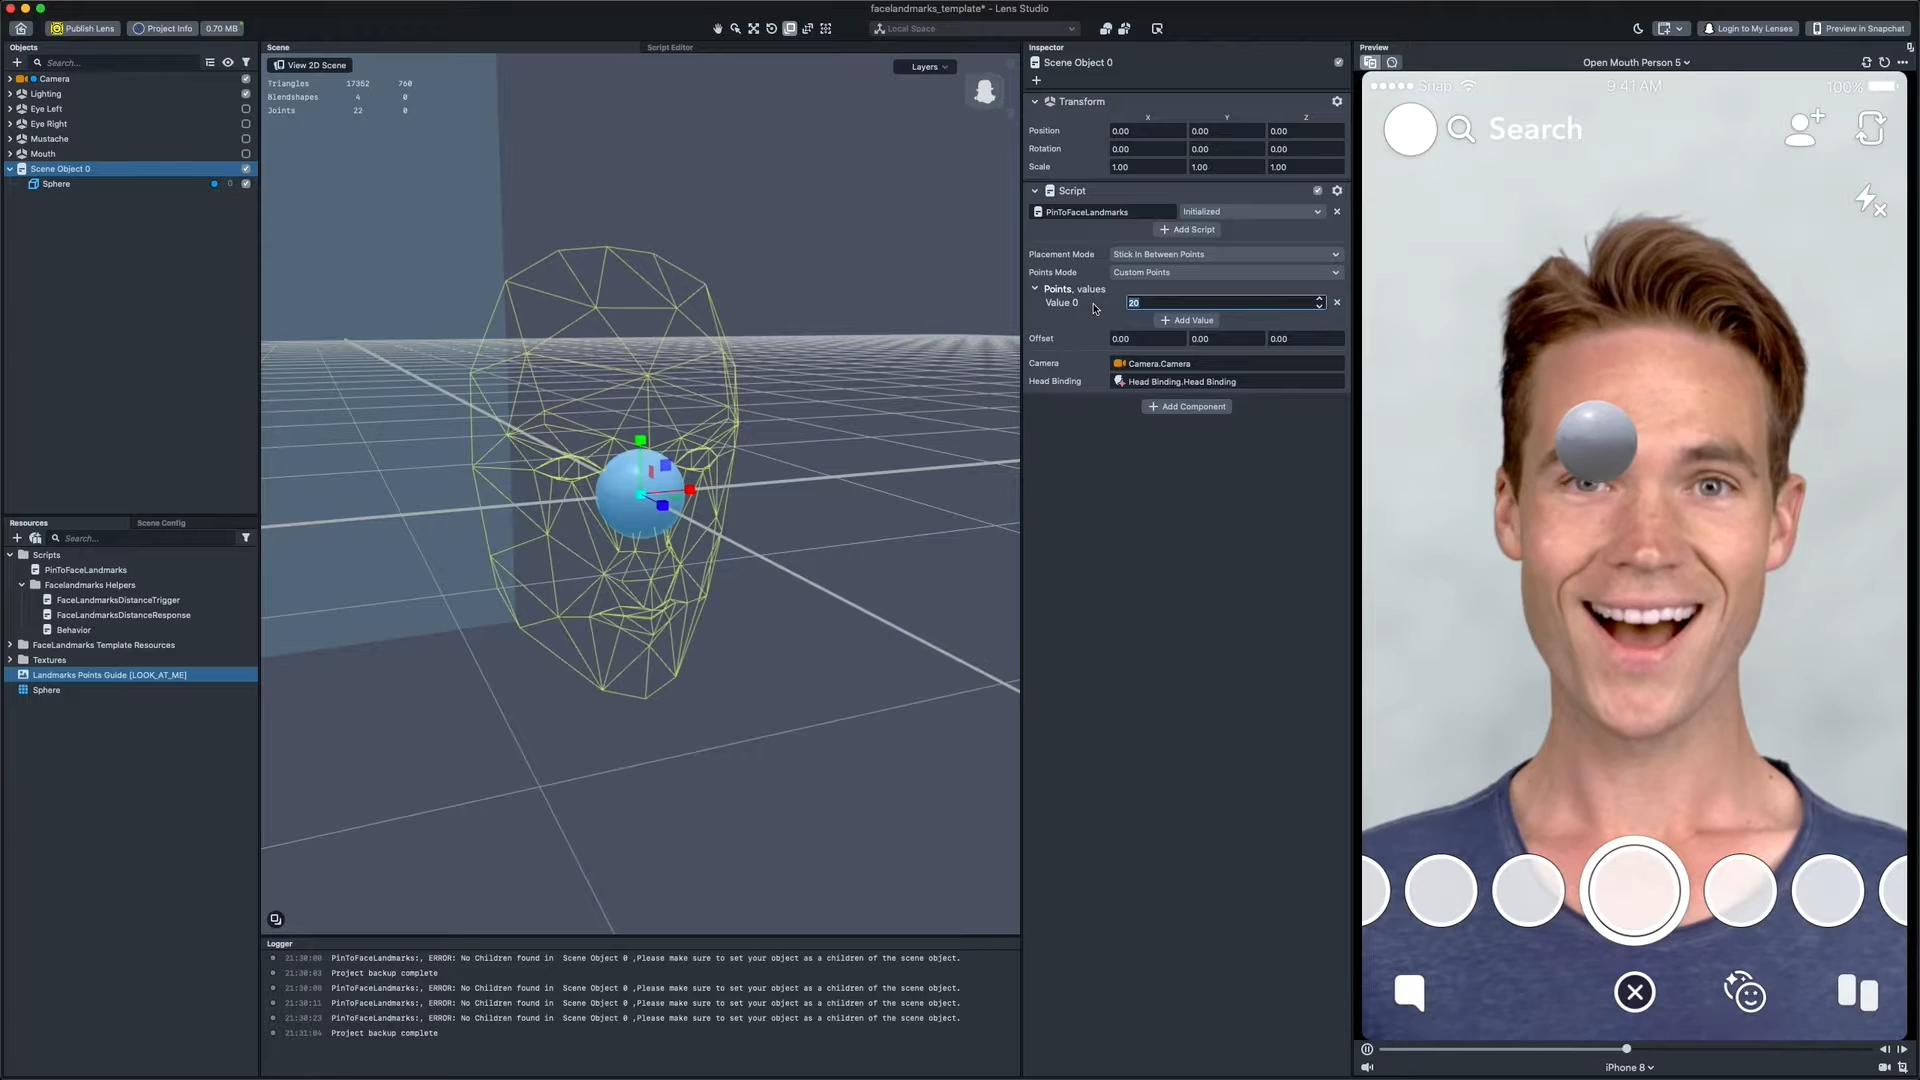 facelandmarks_template* - Lens Studio
Publish Lens
Project Info
0.70 MB
Local Space
Login to My Lenses
Preview in Snapchat
Objects
Search...
Camera
Lighting
Eye Left
Eye Right
Mustache
Mouth
Scene Object 0
Sphere
0
Resources
Scene Config
Search...
Scripts
PinToFaceLandmarks
Facelandmarks Helpers
FaceLandmarksDistanceTrigger
FaceLandmarksDistanceResponse
Behavior
FaceLandmarks Template Resources
Textures
Landmarks Points Guide [LOOK_AT_ME]
Sphere
Scene
Script Editor
View 2D Scene
Layers
Triangles 17352 760
Blendshapes 4 0
Joints 22 0
Logger
21:30:00 PinToFaceLandmarks:, ERROR: No Children found in Scene Object 0 ,Please make sure to set your object as a children of the scene object.
21:30:03 Project backup complete
21:30:08 PinToFaceLandmarks:, ERROR: No Children found in Scene Object 0 ,Please make sure to set your object as a children of the scene object.
21:30:11 PinToFaceLandmarks:, ERROR: No Children found in Scene Object 0 ,Please make sure to set your object as a children of the scene object.
21:30:23 PinToFaceLandmarks:, ERROR: No Children found in Scene Object 0 ,Please make sure to set your object as a children of the scene object.
21:31:04 Project backup complete
Inspector
Scene Object 0
Transform
X Y Z
Position 0.00 0.00 0.00
Rotation 0.00 0.00 0.00
Scale 1.00 1.00 1.00
Script
PinToFaceLandmarks Initialized
+ Add Script
Placement Mode Stick In Between Points
Points Mode Custom Points
Points, values
Value 0 20
+ Add Value
Offset 0.00 0.00 0.00
Camera Camera.Camera
Head Binding Head Binding.Head Binding
+ Add Component
Preview
Open Mouth Person 5
Snap 9:41 AM 100%
Search
iPhone 8